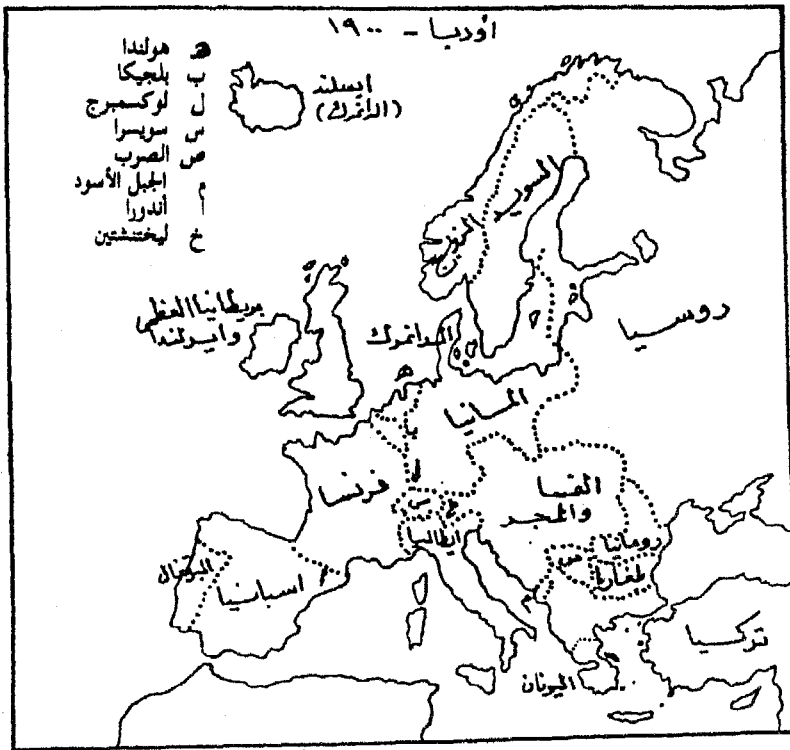 أوربا - ١٩٠٠
ه هولندا
ب بلجيكا
ل لوكسمبرج
س سويسرا
ص الصرب
م الجبل الأسود
أ أندورا
خ ليختنشتين
ايسلند
(الدانمرك)
السويد
النرويج
روسيا
بريطانيا العظمى
وايرلندا
الدانمرك
ه
المانيا
ب
ل
فرنسا
س
خ
النمسا
والمجر
ايطاليا
رومانيا
ص
بلغاريا
م
البرتغال
اسبانيا
أ
تركيا
اليونان